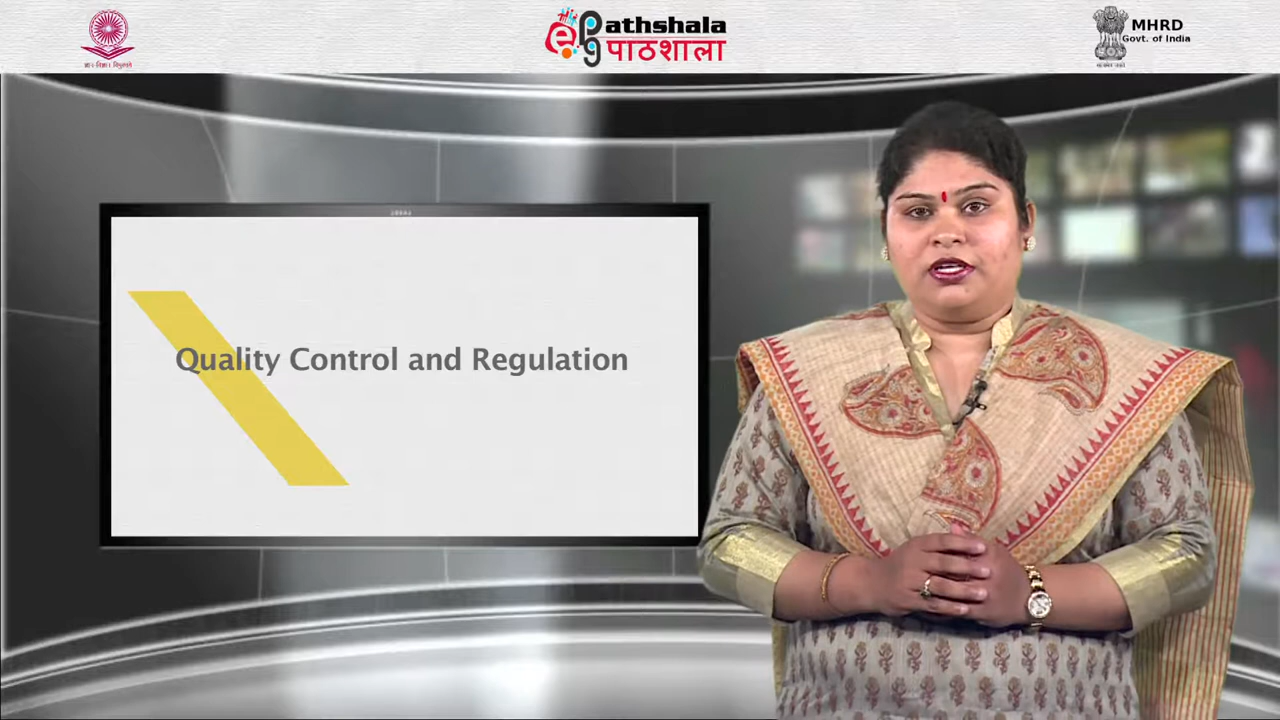 Pathshala
पाठशाला
MHRD
Govt. of India
Quality Control and Regulation